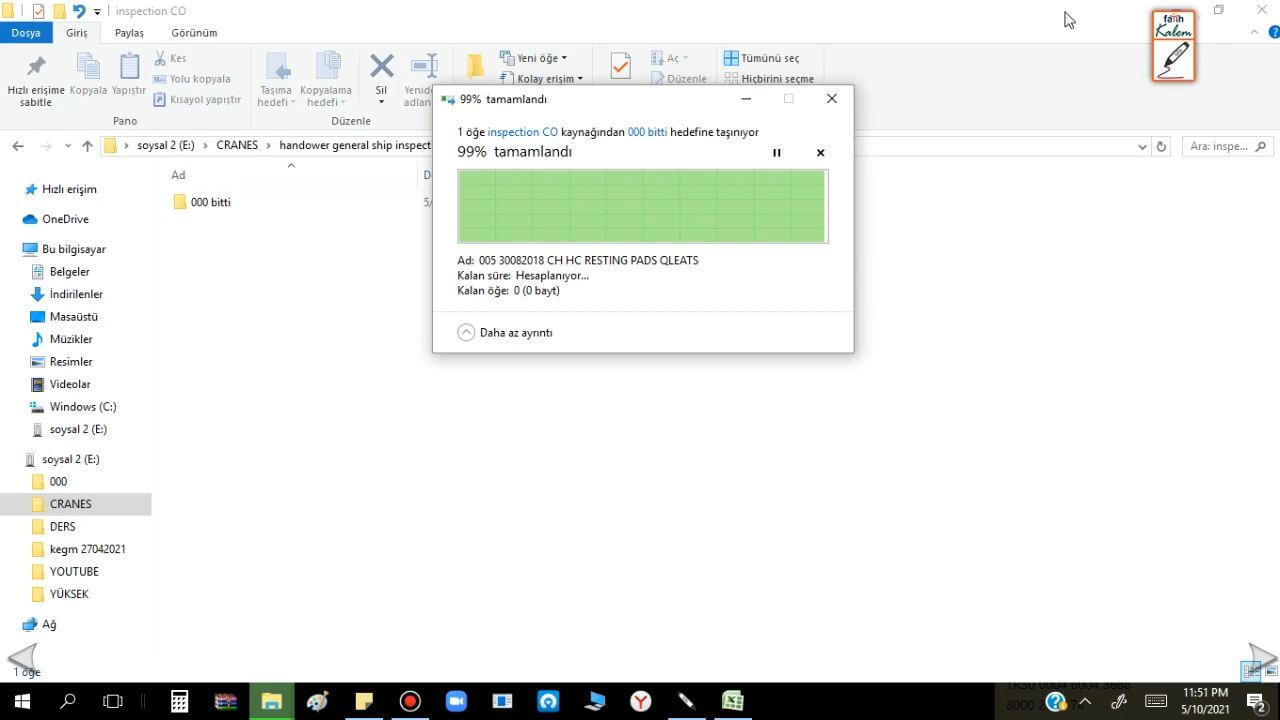 inspection CO
Dosya
Giriş
Paylaş
Görünüm
fatih
Kalem
Hızlı erişime
sabitle
Kopyala
Yapıştır
Kes
Yolu kopyala
Kısayol yapıştır
Pano
Taşıma
hedefi
Kopyalama
hedefi
Sil
Yenide
adlan
Düzenle
Yeni öğe
Kolay erişim
Aç
Düzenle
Tümünü seç
Hiçbirini seçme
soysal 2 (E:) › CRANES › handower general ship inspect
Ara: inspe...
Ad
000 bitti
5/
99% tamamlandı
1 öğe inspection CO kaynağından 000 bitti hedefine taşınıyor
99% tamamlandı
Ad: 005 30082018 CH HC RESTING PADS QLEATS
Kalan süre: Hesaplanıyor...
Kalan öğe: 0 (0 bayt)
Daha az ayrıntı
Hızlı erişim
OneDrive
Bu bilgisayar
Belgeler
İndirilenler
Masaüstü
Müzikler
Resimler
Videolar
Windows (C:)
soysal 2 (E:)
soysal 2 (E:)
000
CRANES
DERS
kegm 27042021
YOUTUBE
YÜKSEK
Ağ
1 öğe
11:51 PM
5/10/2021
2